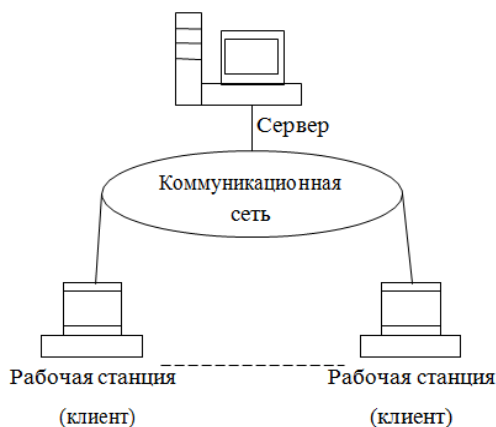 Сервер
Коммуникационная
сеть
Рабочая станция
(клиент)
Рабочая станция
(клиент)